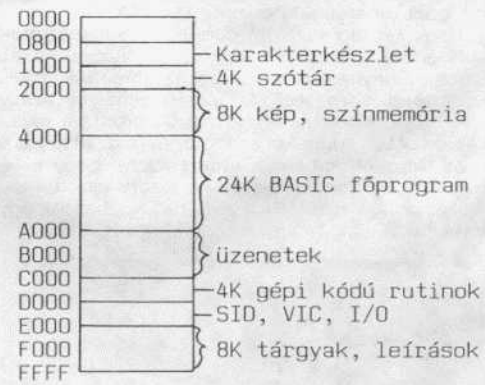 0000
0800
Karakterkészlet
1000
4K szótár
2000
8K kép, színmemória
4000
24K BASIC főprogram
A000
B000
üzenetek
C000
4K gépi kódú rutinok
D000
SID, VIC, I/O
E000
F000
8K tárgyak, leírások
FFFF